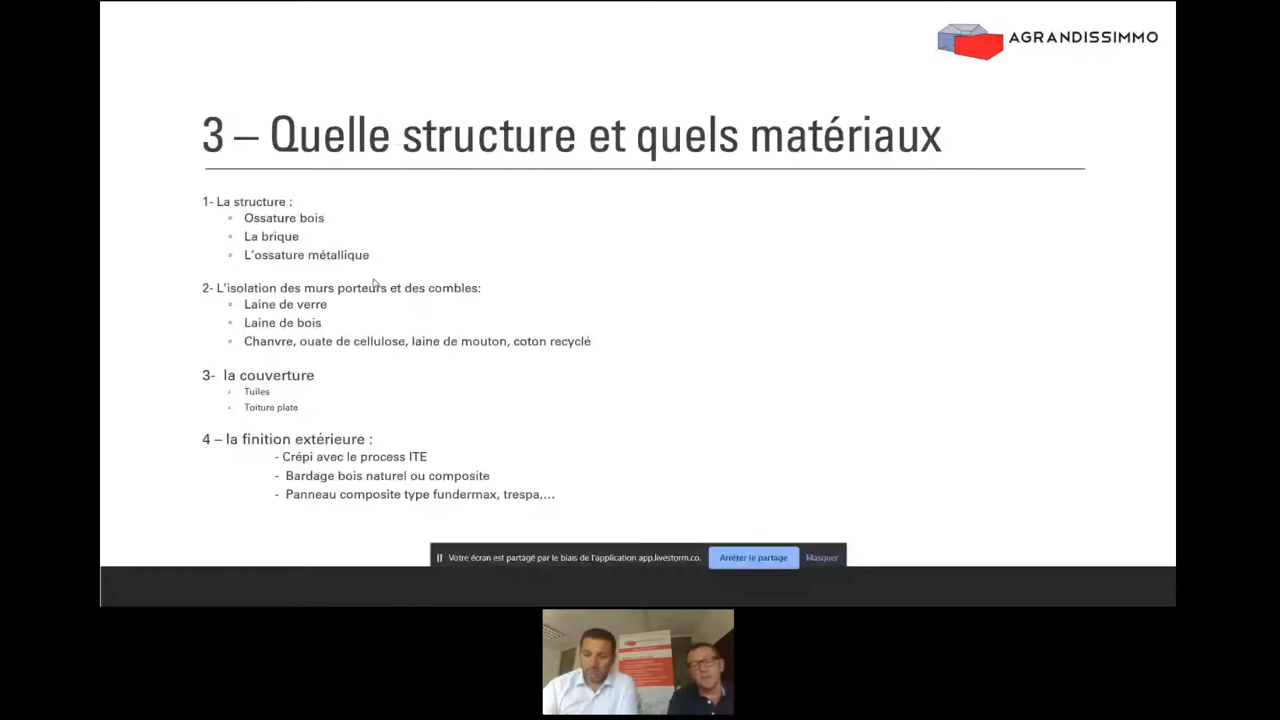 AGRANDISSIMMO
3 – Quelle structure et quels matériaux
1- La structure :
Ossature bois
La brique
L'ossature métallique
2- L'isolation des murs porteurs et des combles:
Laine de verre
Laine de bois
Chanvre, ouate de cellulose, laine de mouton, coton recyclé
3- la couverture
Tuiles
Toiture plate
4 – la finition extérieure :
- Crépi avec le process ITE
- Bardage bois naturel ou composite
- Panneau composite type fundermax, trespa,...
Votre écran est partagé par le biais de l'application app.livestorm.co.
Arrêter le partage
Masquer